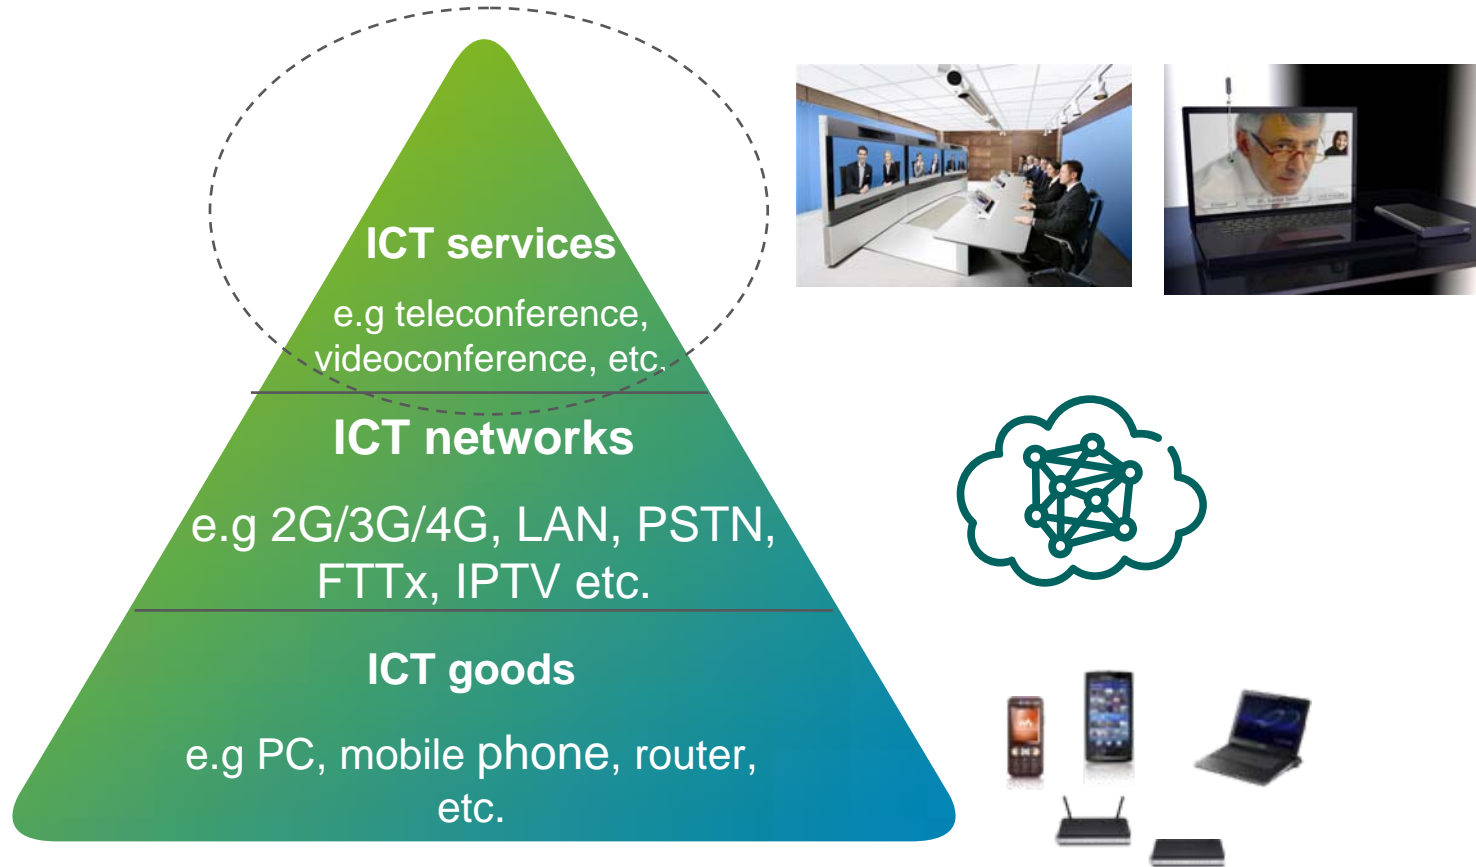 ICT services
e.g teleconference,
videoconference, etc.
ICT networks
e.g 2G/3G/4G, LAN, PSTN,
FTTx, IPTV etc.
ICT goods
e.g PC, mobile phone, router,
etc.